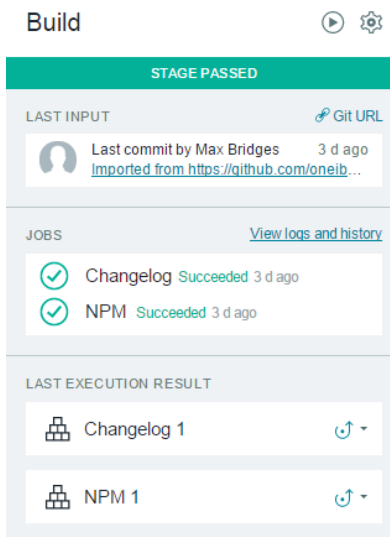 Build
STAGE PASSED
LAST INPUT
Git URL
Last commit by Max Bridges 3 d ago
Imported from https://github.com/oneib...
JOBS
View logs and history
Changelog Succeeded 3 d ago
NPM Succeeded 3 d ago
LAST EXECUTION RESULT
Changelog 1
NPM 1